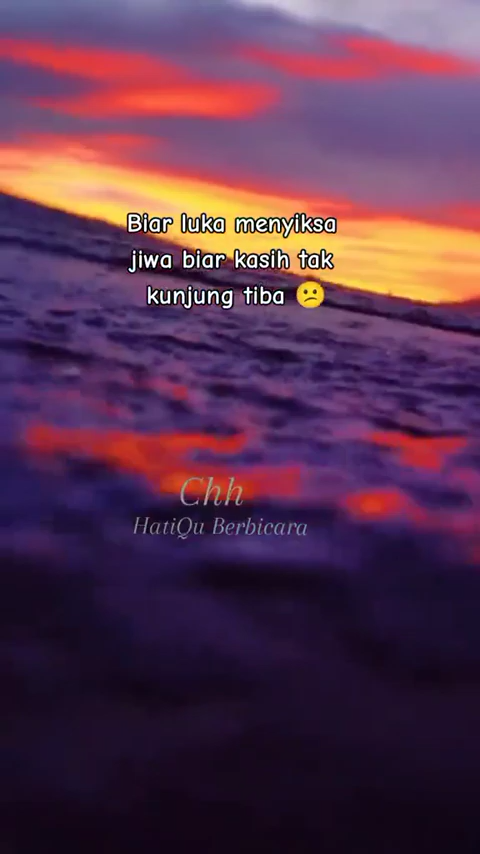 Biar luka menyiksa
jiwa biar kasih tak
kunjung tiba 😕
Chh
HatiQu Berbicara